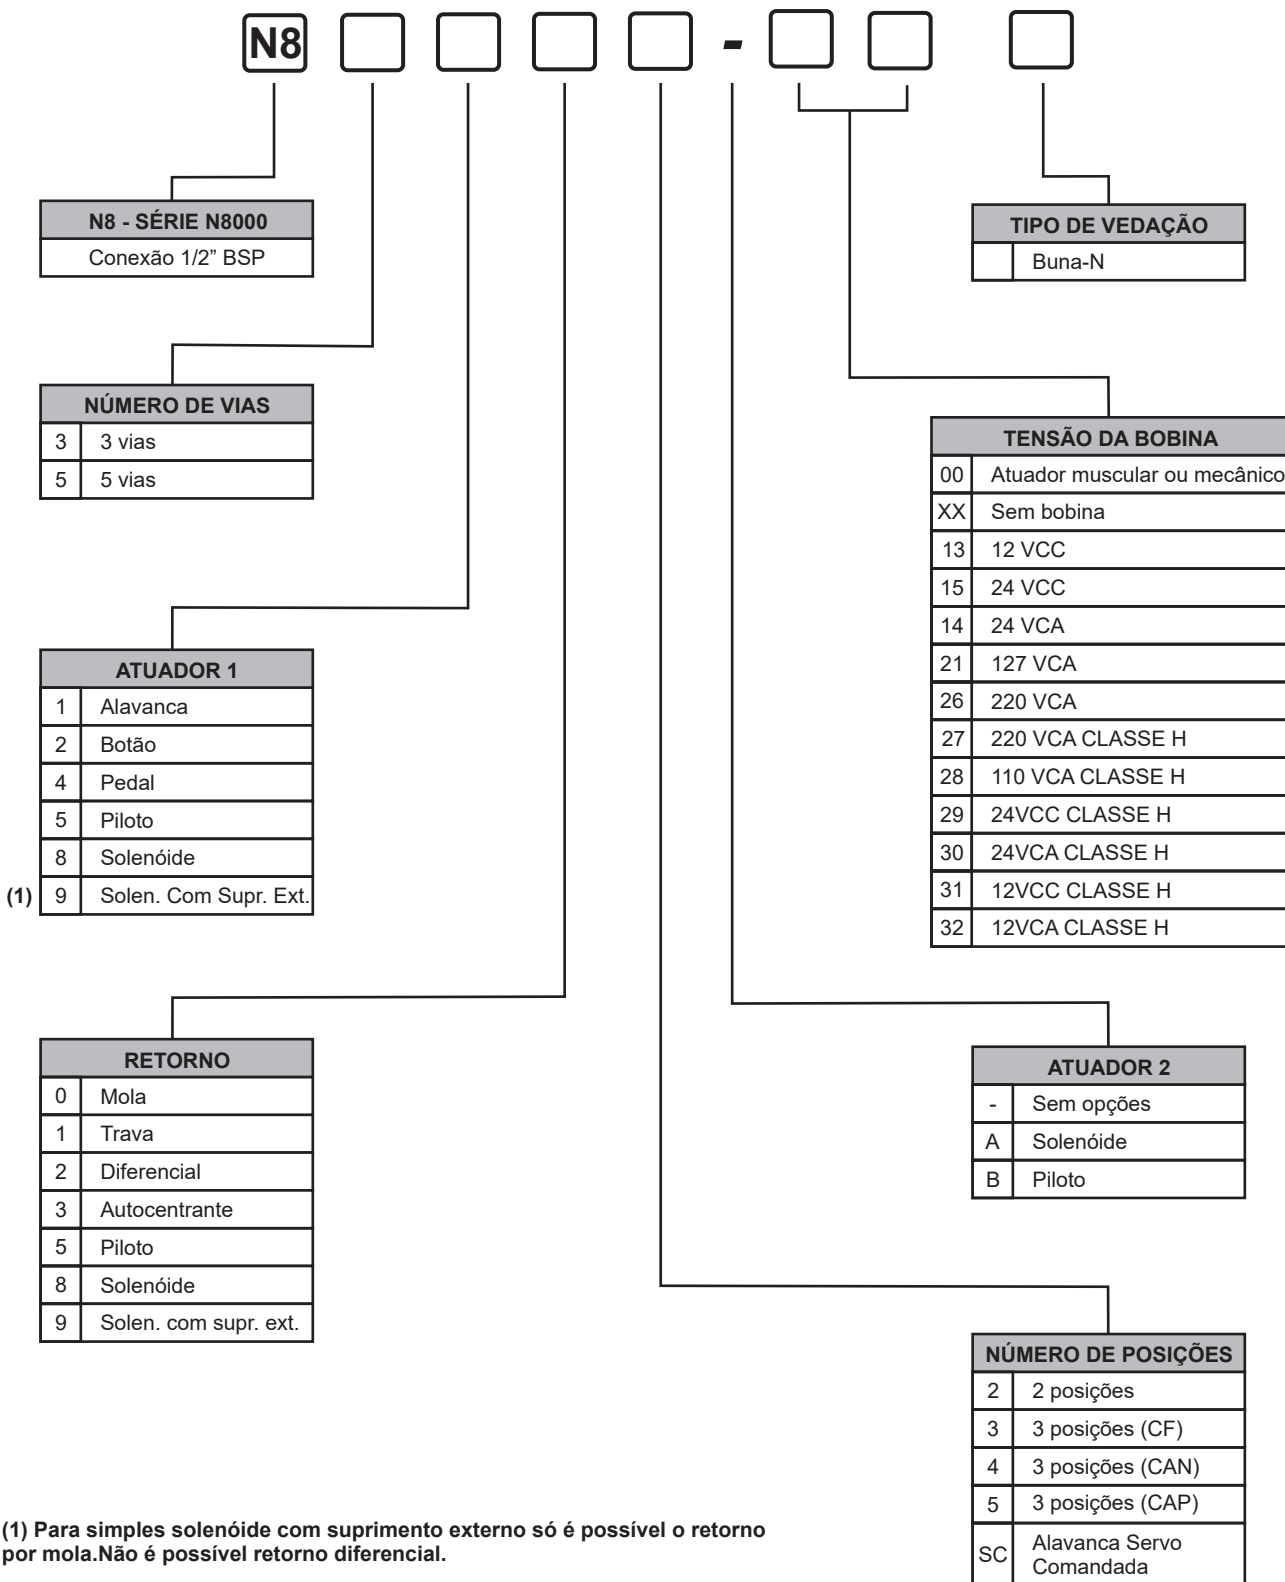 N8 -
N8 - SÉRIE N8000
Conexão 1/2” BSP
NÚMERO DE VIAS
3 3 vias
5 5 vias
ATUADOR 1
1 Alavanca
2 Botão
4 Pedal
5 Piloto
8 Solenóide
(1) 9 Solen. Com Supr. Ext.
RETORNO
0 Mola
1 Trava
2 Diferencial
3 Autocentrante
5 Piloto
8 Solenóide
9 Solen. com supr. ext.
TIPO DE VEDAÇÃO
Buna-N
TENSÃO DA BOBINA
00 Atuador muscular ou mecânico
XX Sem bobina
13 12 VCC
15 24 VCC
14 24 VCA
21 127 VCA
26 220 VCA
27 220 VCA CLASSE H
28 110 VCA CLASSE H
29 24VCC CLASSE H
30 24VCA CLASSE H
31 12VCC CLASSE H
32 12VCA CLASSE H
ATUADOR 2
- Sem opções
A Solenóide
B Piloto
NÚMERO DE POSIÇÕES
2 2 posições
3 3 posições (CF)
4 3 posições (CAN)
5 3 posições (CAP)
SC Alavanca Servo
Comandada
(1) Para simples solenóide com suprimento externo só é possível o retorno
por mola.Não é possível retorno diferencial.